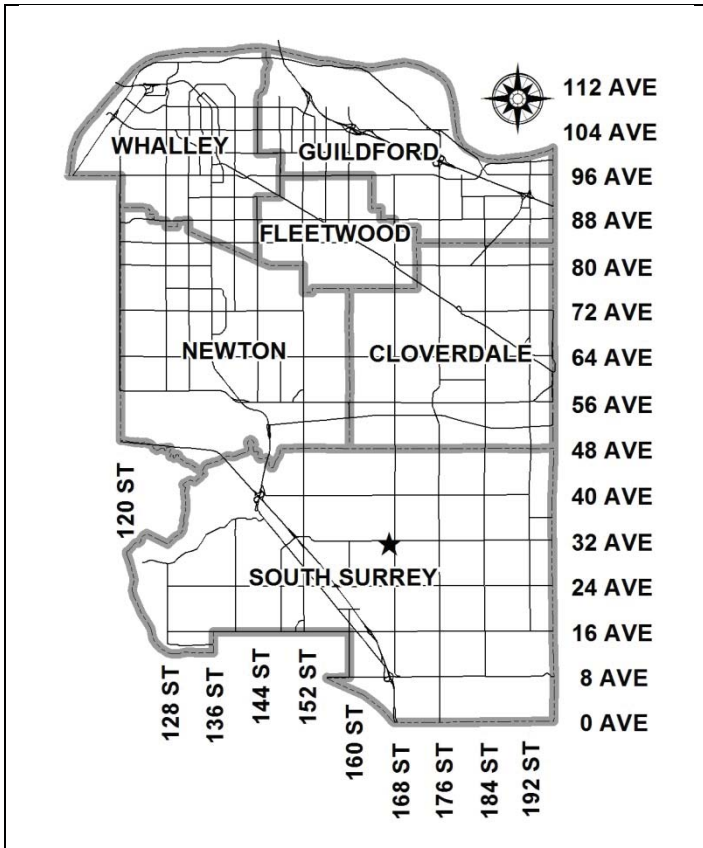 112 AVE
104 AVE
WHALLEY
GUILDFORD
96 AVE
88 AVE
FLEETWOOD
80 AVE
72 AVE
NEWTON
CLOVERDALE
64 AVE
56 AVE
48 AVE
120 ST
40 AVE
32 AVE
SOUTH SURREY
24 AVE
16 AVE
128 ST
136 ST
144 ST
152 ST
160 ST
8 AVE
0 AVE
168 ST
176 ST
184 ST
192 ST